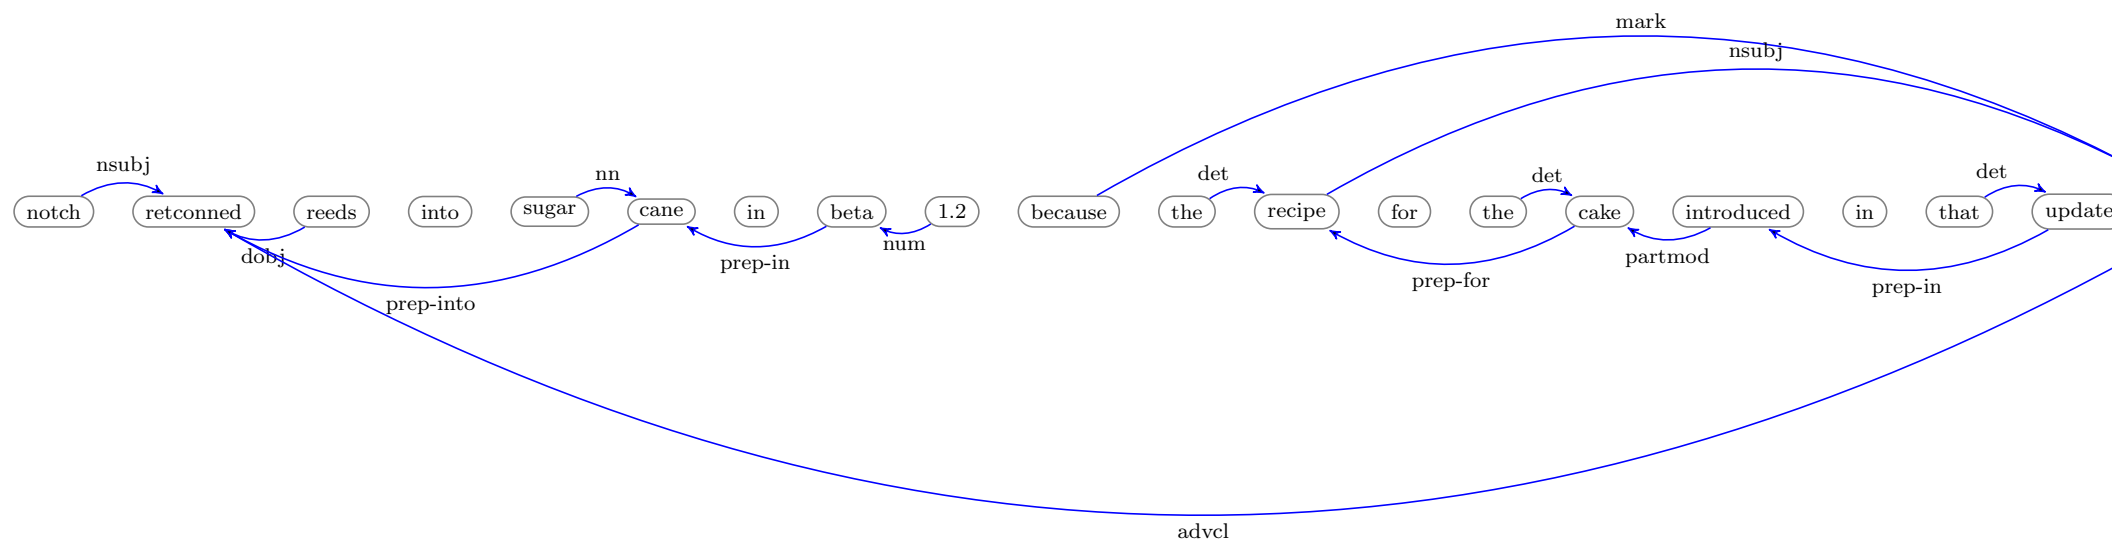 mark
nsubj
nsubj nn det det det
notch retconned reeds into sugar cane in beta 1.2 because the recipe for the cake introduced in that update
dobj prep-into prep-in num prep-for partmod prep-in
advcl